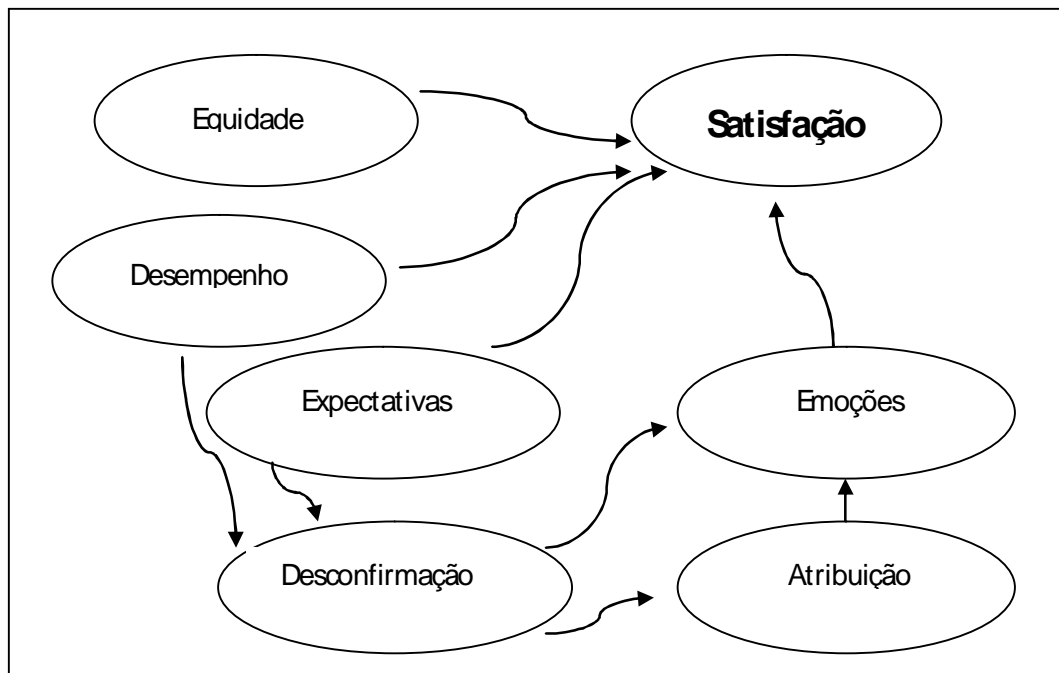 Equidade
Satisfação
Desempenho
Expectativas
Emoções
Desconfirmação
Atribuição